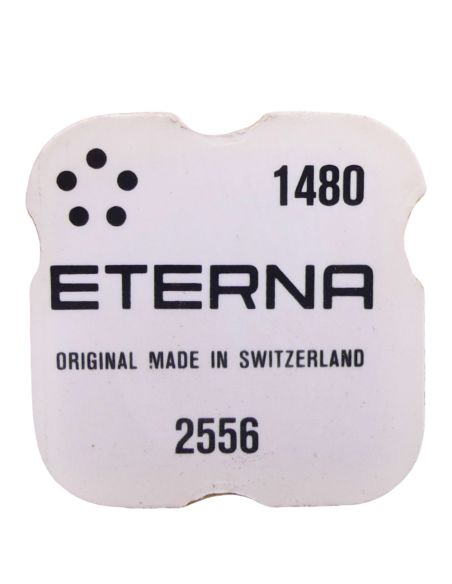 1480
ETERNA
ORIGINAL MADE IN SWITZERLAND
2556